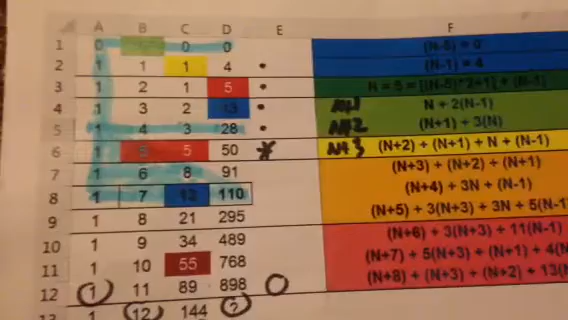 A B C D E F
1 0 0 0 (N-5) = 0
2 1 1 1 4 • (N-1) = 4
3 1 2 1 5 • N = 5 = [(N-5)*2+1] + (N-1)
4 1 3 2 13 • N+1 N + 2(N-1)
5 1 4 3 28 • N+2 (N+1) + 3(N)
6 1 5 5 50 * N+3 (N+2) + (N+1) + N + (N-1)
7 1 6 8 91 (N+3) + (N+2) + (N+1)
8 1 7 13 110 (N+4) + 3N + (N-1)
9 1 8 21 295 (N+5) + 3(N+3) + 3N + 5(N-1)
10 1 9 34 489 (N+6) + 3(N+3) + 11(N-1)
11 1 10 55 768 (N+7) + 5(N+3) + (N+1) + 4(N
12 1 11 89 898 (N+8) + (N+3) + (N+2) + 13(N
13 1 12 144 ?